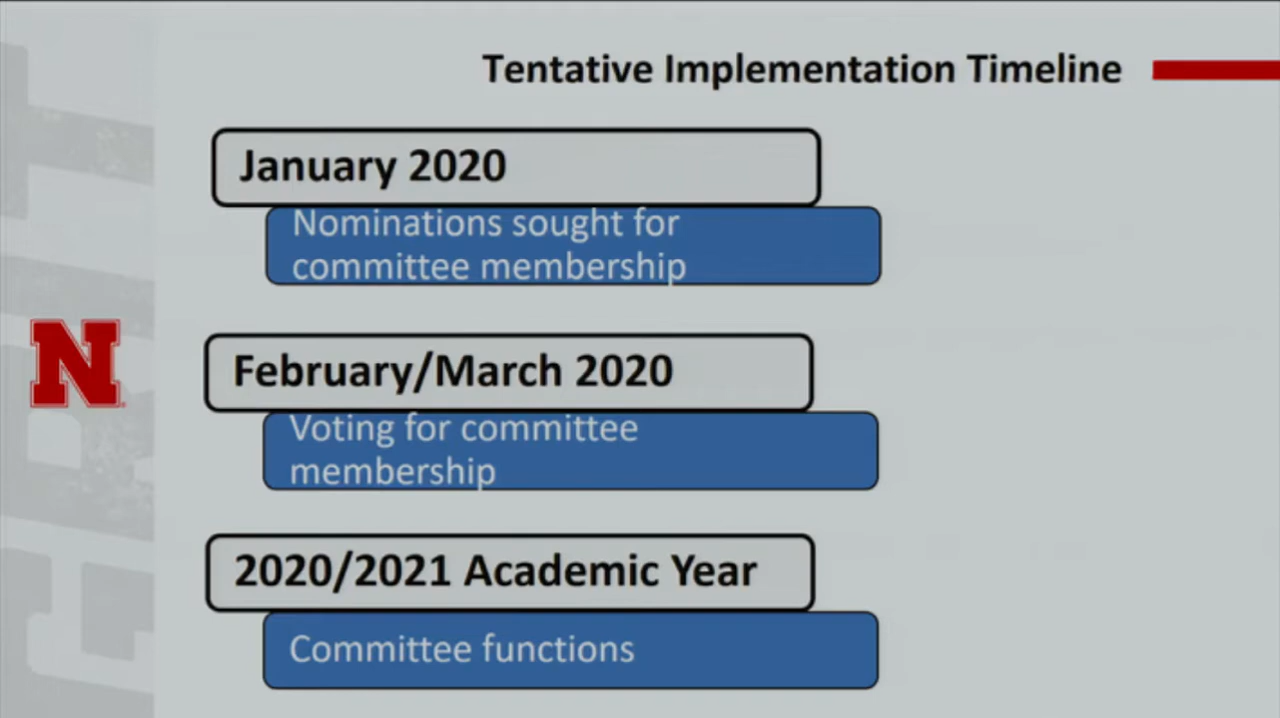 Tentative Implementation Timeline
January 2020
Nominations sought for
committee membership
February/March 2020
Voting for committee
membership
2020/2021 Academic Year
Committee functions
N